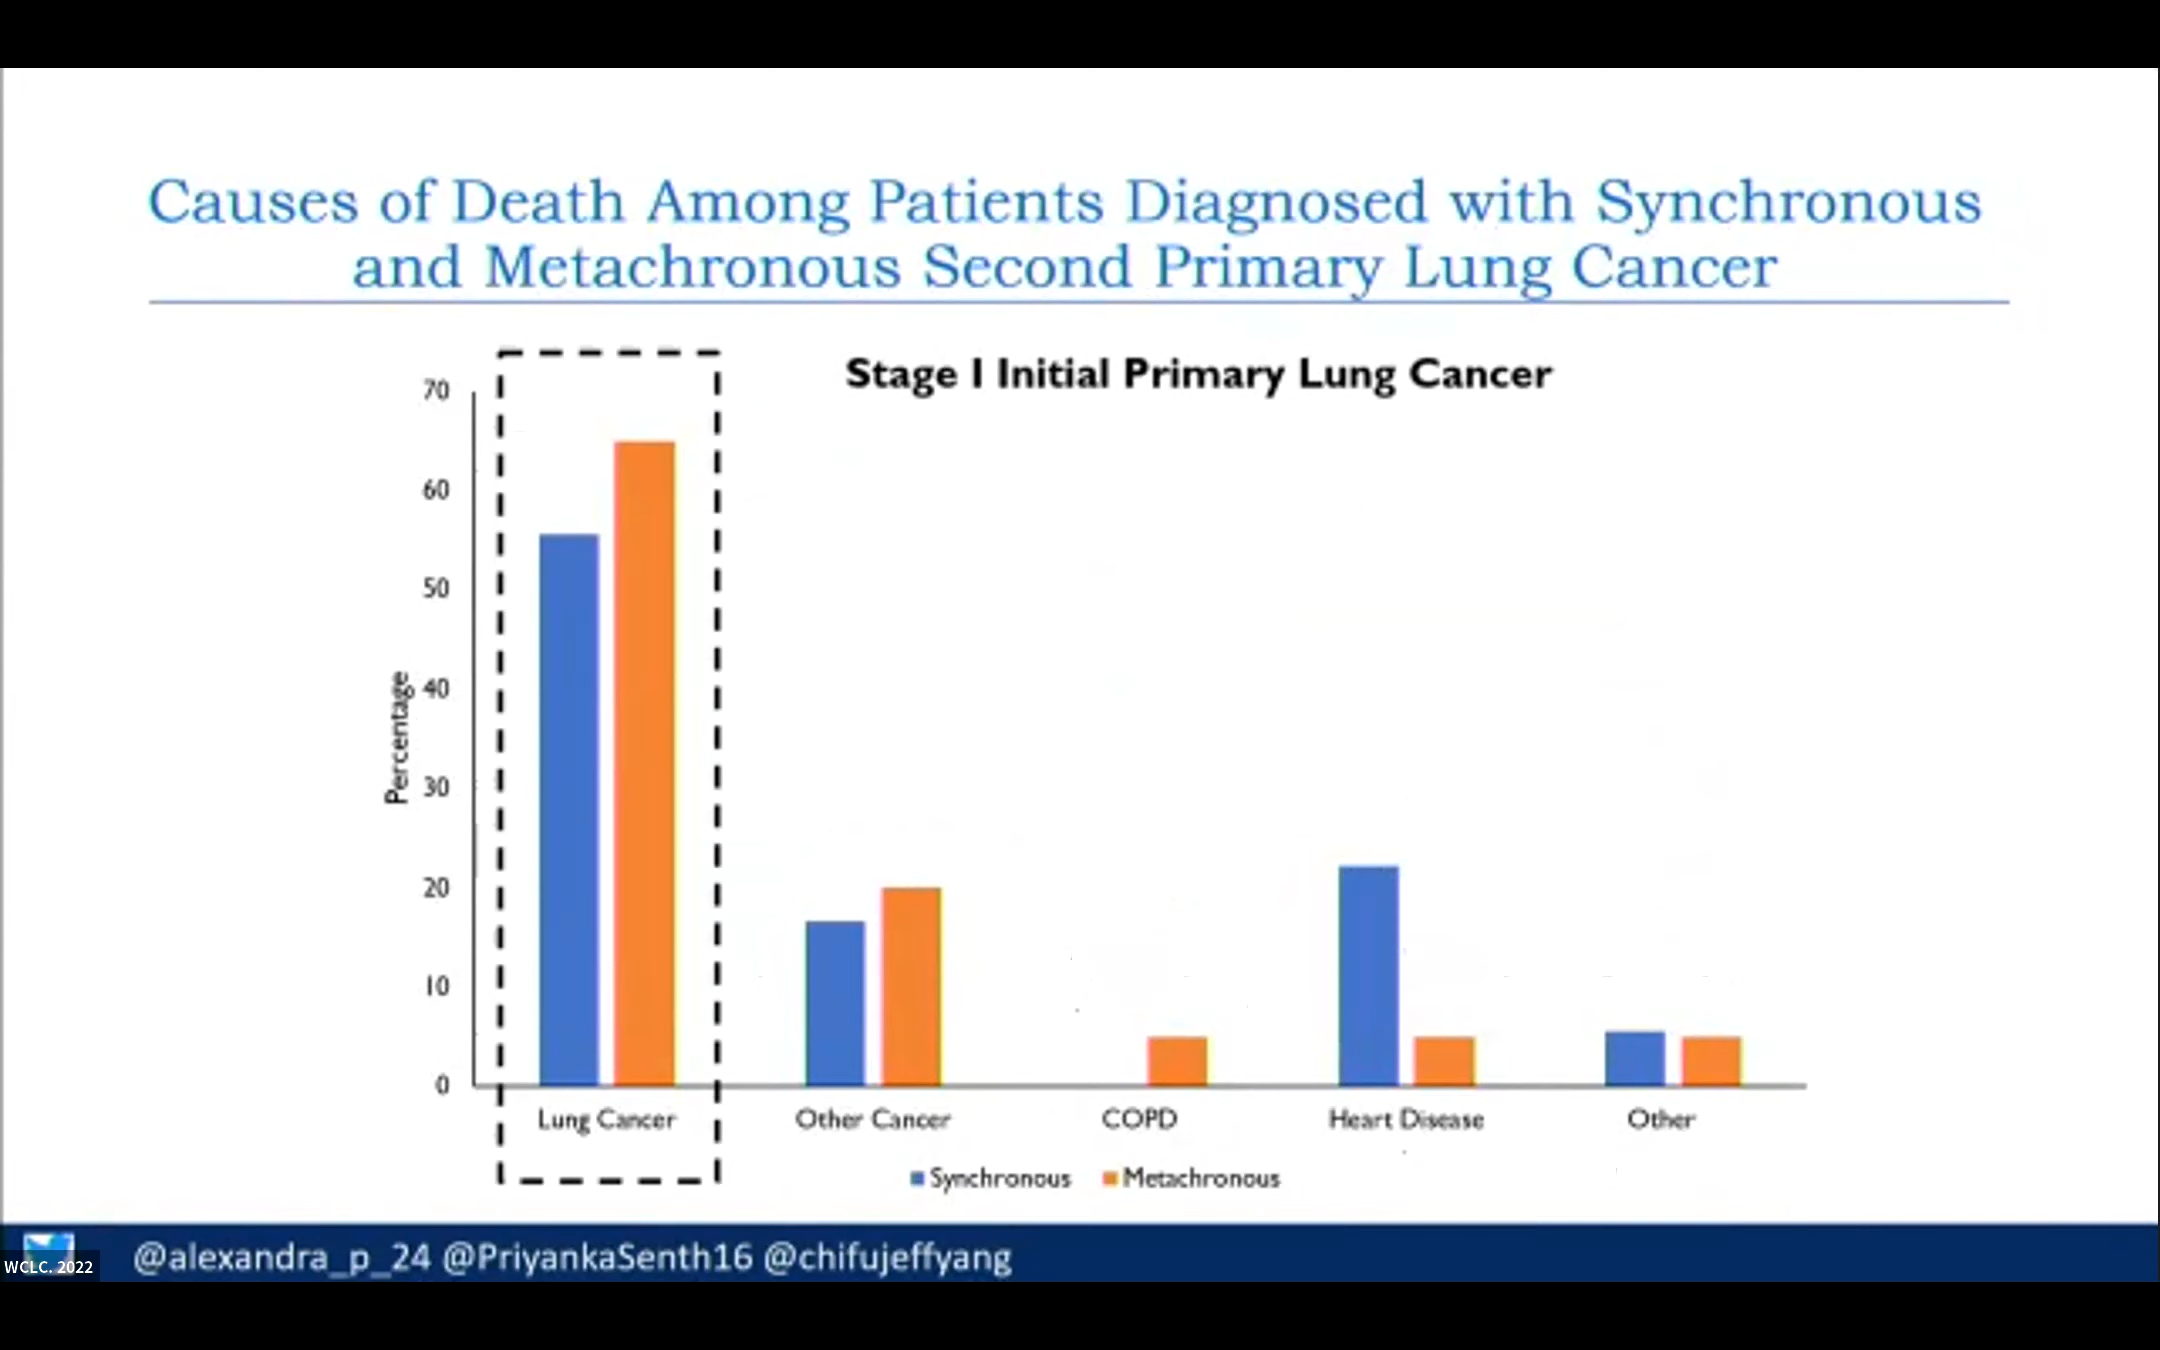 Causes of Death Among Patients Diagnosed with Synchronous
and Metachronous Second Primary Lung Cancer
Stage I Initial Primary Lung Cancer
Percentage
70
60
50
40
30
20
10
0
Lung Cancer
Other Cancer
COPD
Heart Disease
Other
Synchronous
Metachronous
@alexandra_p_24 @PriyankaSenth16 @chifujeffyang
WCLC. 2022